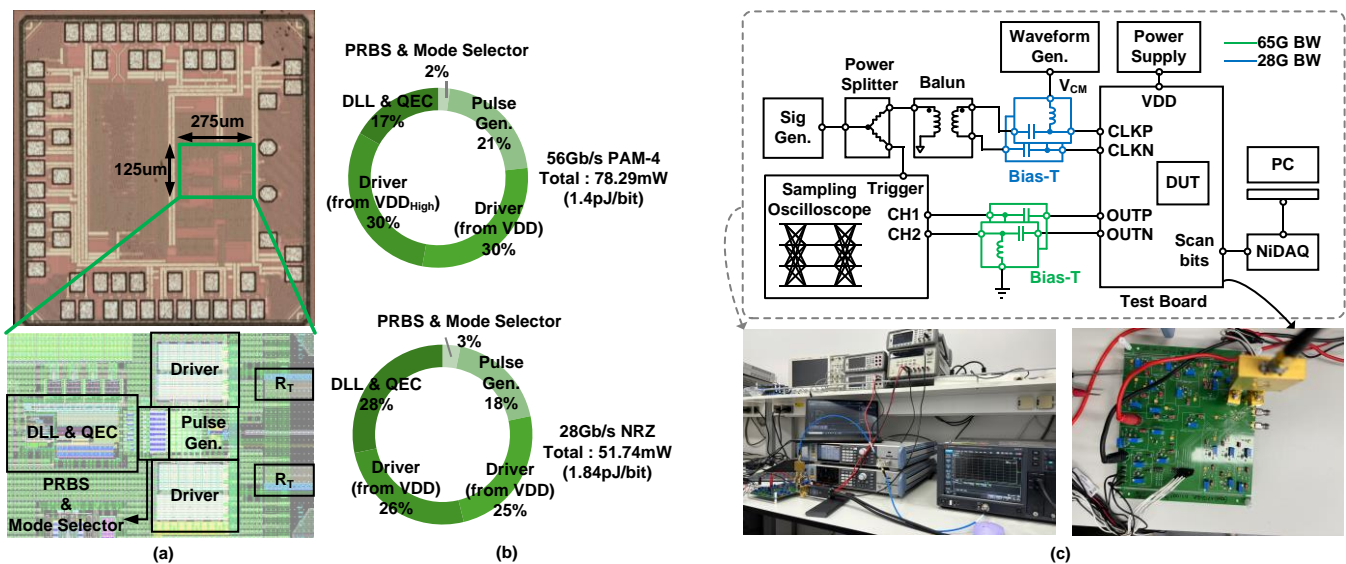 275um
125um
Driver
R_T
DLL & QEC
Pulse
Gen.
R_T
PRBS
&
Mode Selector
Driver
(a)
PRBS & Mode Selector
2%
DLL & QEC
17%
Pulse
Gen.
21%
Driver
(from VDD_High)
30%
Driver
(from VDD)
30%
56Gb/s PAM-4
Total : 78.29mW
(1.4pJ/bit)
PRBS & Mode Selector
3%
DLL & QEC
28%
Pulse
Gen.
18%
Driver
(from VDD)
26%
Driver
(from VDD)
25%
28Gb/s NRZ
Total : 51.74mW
(1.84pJ/bit)
(b)
Waveform
Gen.
Power
Supply
65G BW
28G BW
Power
Splitter
Balun
V_CM
VDD
Sig
Gen.
CLKP
CLKN
Bias-T
PC
DUT
Trigger
Sampling
Oscilloscope
CH1
CH2
OUTP
OUTN
Scan
bits
NiDAQ
Bias-T
Test Board
(c)